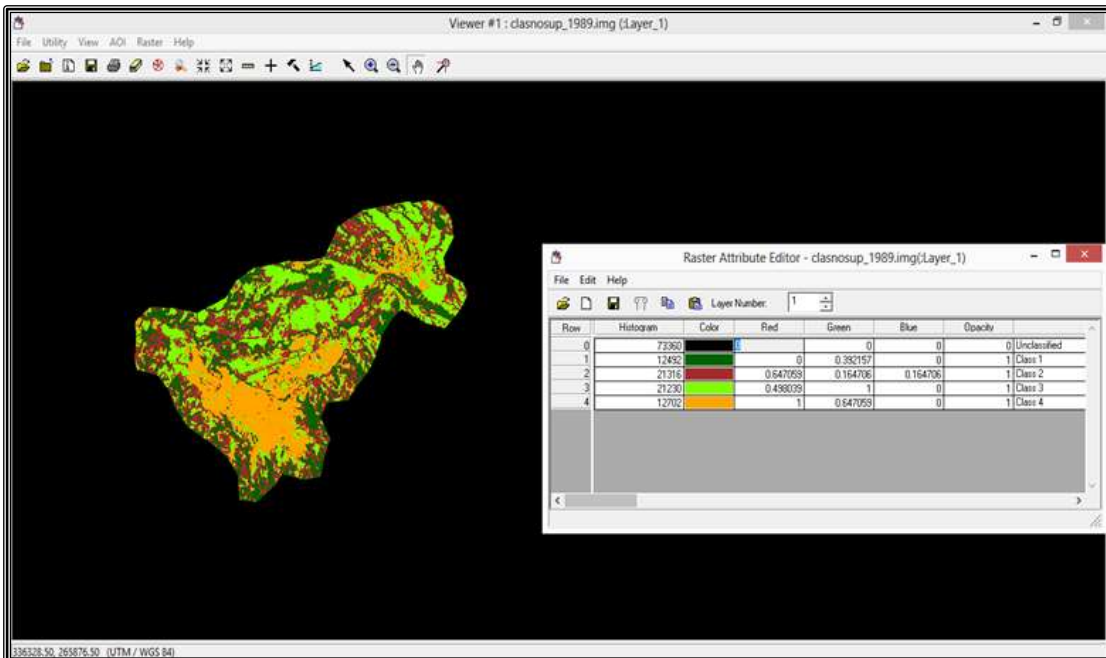 Viewer #1 : clasnosup_1989.img (:Layer_1)
File Utility View AOI Raster Help
Raster Attribute Editor - clasnosup_1989.img(:Layer_1)
File Edit Help
Layer Number: 1
Row Histogram Color Red Green Blue Opacity
0 73360 0 0 0 0 Unclassified
1 12492 0 0.392157 0 1 Class 1
2 21316 0.647059 0.164706 0.164706 1 Class 2
3 21230 0.498039 1 0 1 Class 3
4 12702 1 0.647059 0 1 Class 4
336328.50, 265876.50 (UTM / WGS 84)